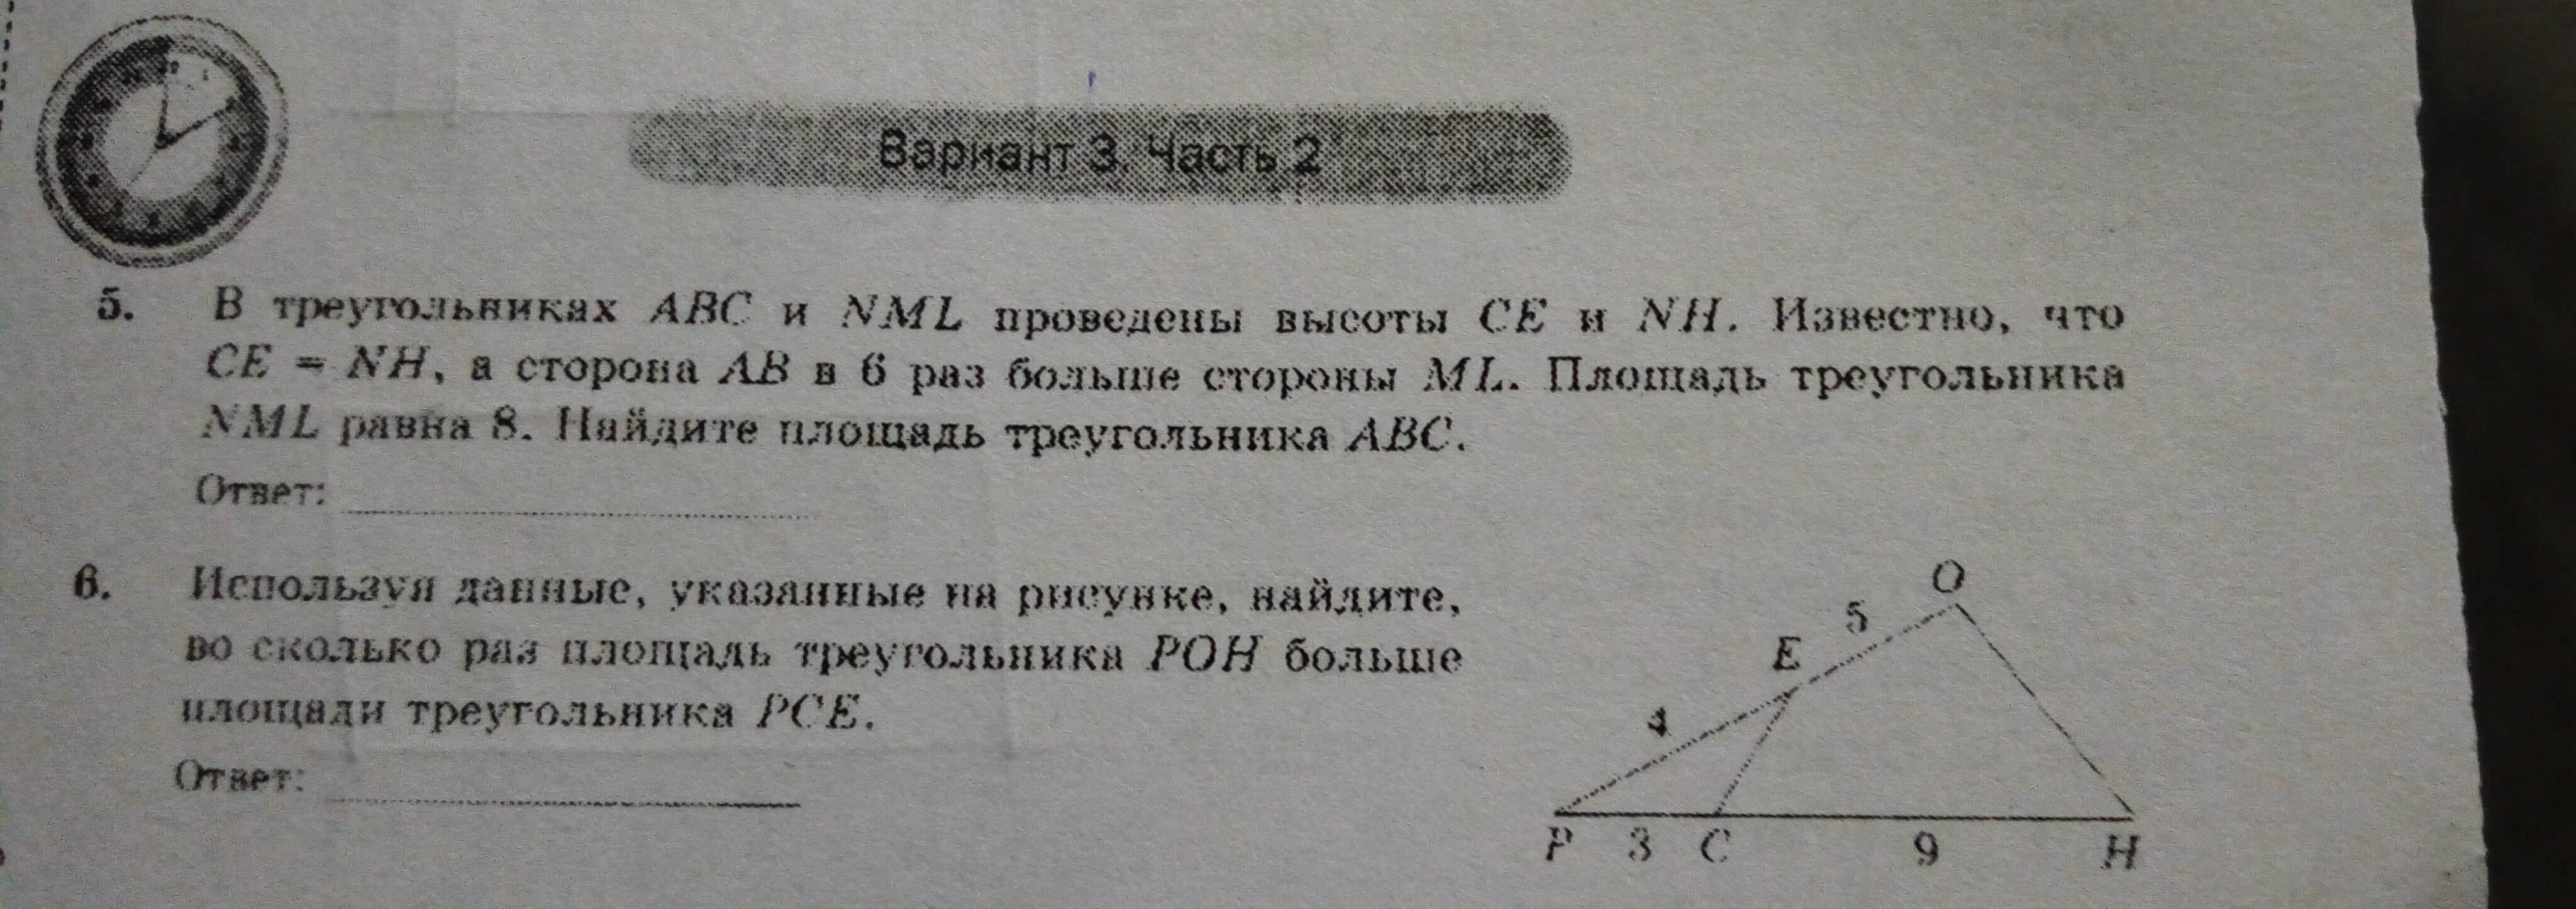 Вариант 3. Часть 2
5. В треугольниках ABC и NML проведены высоты CE и NH. Известно, что
CE = NH, а сторона AB в 6 раз больше стороны ML. Площадь треугольника
NML равна 8. Найдите площадь треугольника ABC.
Ответ:
6. Используя данные, указанные на рисунке, найдите,
во сколько раз площадь треугольника POH больше
площади треугольника PCE.
Ответ:
O
5
E
4
P 3 C 9 H